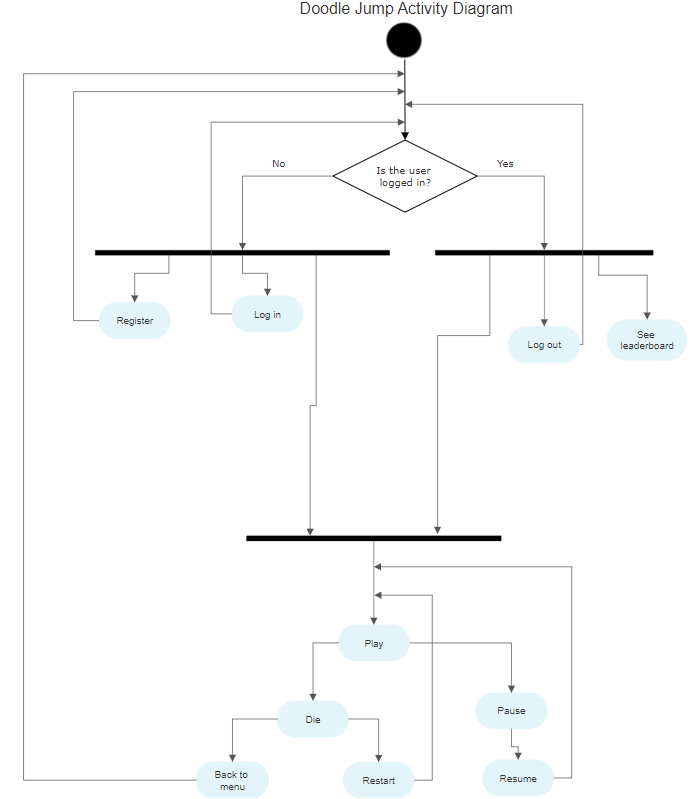 Doodle Jump Activity Diagram
No
Yes
Is the user
logged in?
Register
Log in
Log out
See
leaderboard
Play
Die
Pause
Back to
menu
Restart
Resume